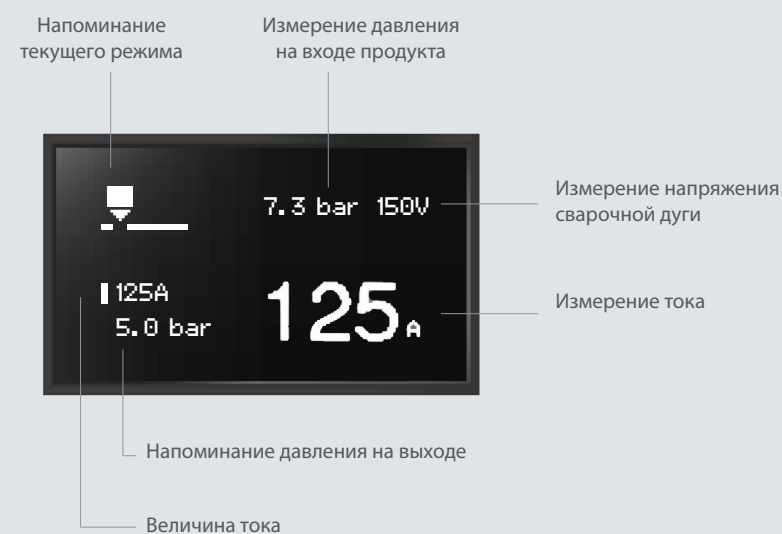 Напоминание
текущего режима
Измерение давления
на входе продукта
7.3 bar 150V
Измерение напряжения
сварочной дуги
125A
5.0 bar
125A
Измерение тока
Напоминание давления на выходе
Величина тока